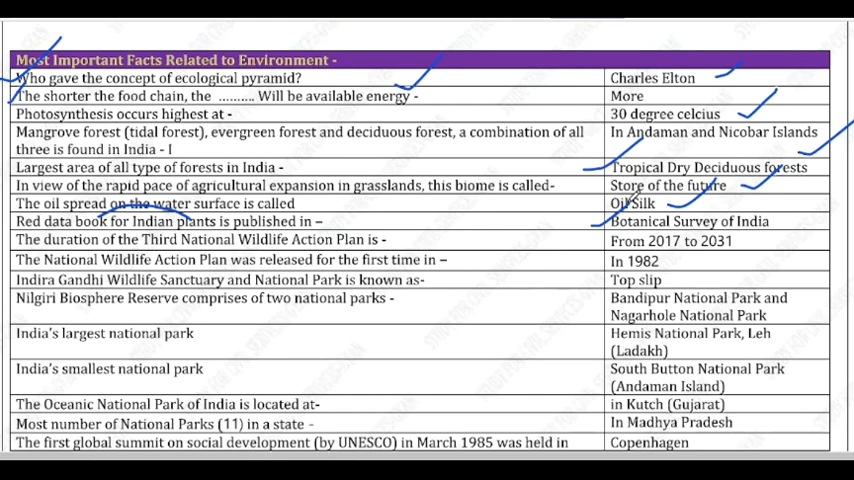 Most Important Facts Related to Environment -
Who gave the concept of ecological pyramid? Charles Elton
The shorter the food chain, the .......... Will be available energy - More
Photosynthesis occurs highest at - 30 degree celcius
Mangrove forest (tidal forest), evergreen forest and deciduous forest, a combination of all In Andaman and Nicobar Islands
three is found in India - I
Largest area of all type of forests in India - Tropical Dry Deciduous forests
In view of the rapid pace of agricultural expansion in grasslands, this biome is called- Store of the future
The oil spread on the water surface is called Oil Silk
Red data book for Indian plants is published in – Botanical Survey of India
The duration of the Third National Wildlife Action Plan is - From 2017 to 2031
The National Wildlife Action Plan was released for the first time in – In 1982
Indira Gandhi Wildlife Sanctuary and National Park is known as- Top slip
Nilgiri Biosphere Reserve comprises of two national parks - Bandipur National Park and
Nagarhole National Park
India's largest national park Hemis National Park, Leh
(Ladakh)
India's smallest national park South Button National Park
(Andaman Island)
The Oceanic National Park of India is located at- in Kutch (Gujarat)
Most number of National Parks (11) in a state - In Madhya Pradesh
The first global summit on social development (by UNESCO) in March 1985 was held in Copenhagen